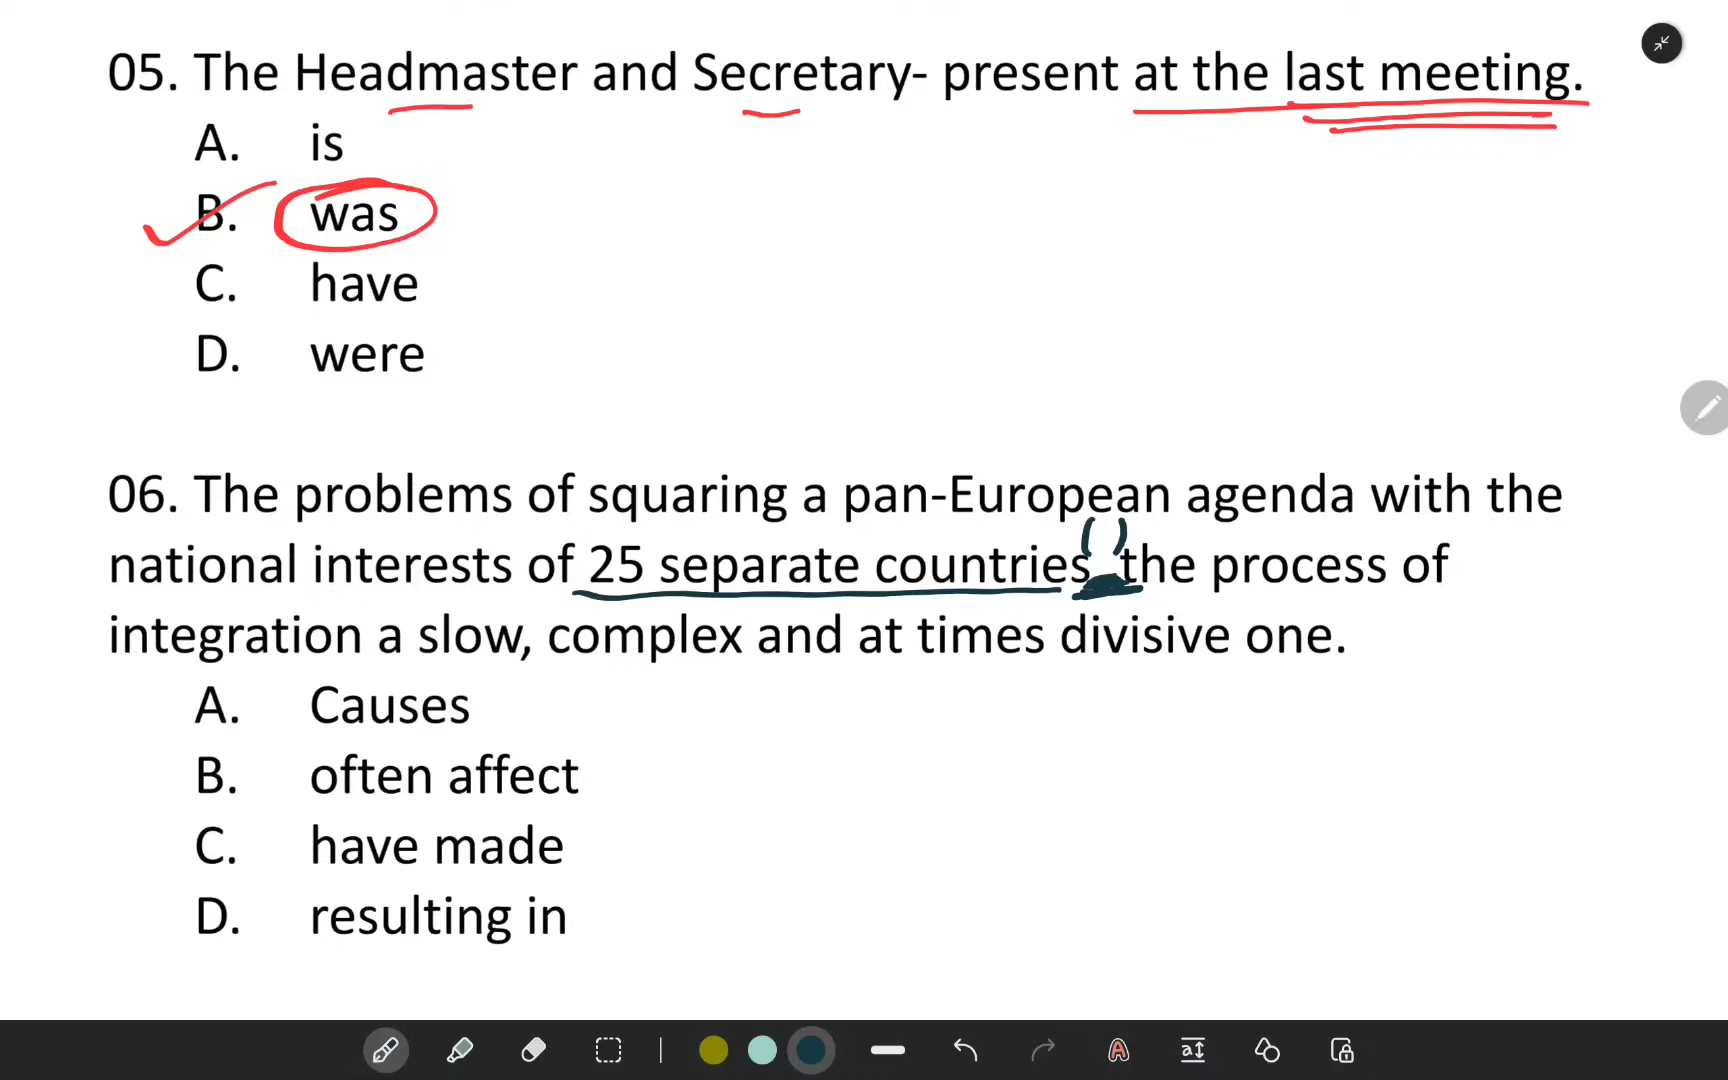 05. The Headmaster and Secretary- present at the last meeting.
A. is
B. was
C. have
D. were
06. The problems of squaring a pan-European agenda with the
national interests of 25 separate countries ( ) the process of
integration a slow, complex and at times divisive one.
A. Causes
B. often affect
C. have made
D. resulting in